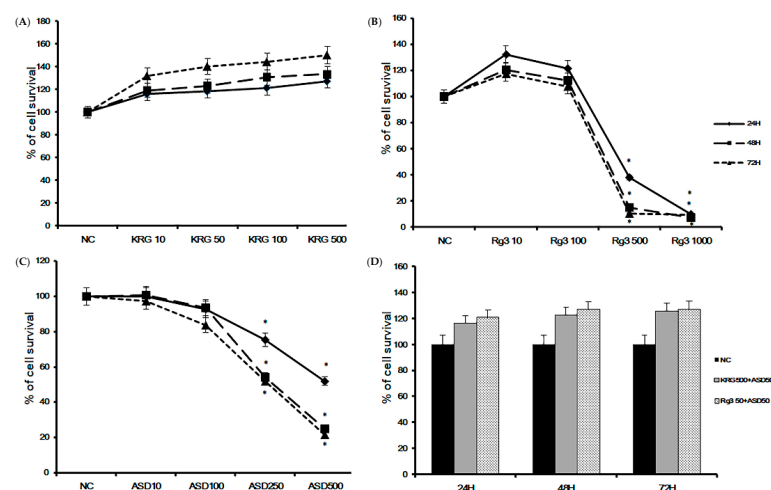 (A)
% of cell survival
160
140
120
100
80
60
40
20
0
NC KRG 10 KRG 50 KRG 100 KRG 500
(B)
% of cell sruvival
160
140
120
100
80
60
40
20
0
24H
48H
72H
* * * * * *
NC Rg3 10 Rg3 100 Rg3 500 Rg3 1000
(C)
% of cell survival
120
100
80
60
40
20
0
* * * * * *
NC ASD10 ASD100 ASD250 ASD500
(D)
% of cell survival
160
140
120
100
80
60
40
20
0
NC
KRG500+ASD50
Rg3 50+ASD50
24H 48H 72H